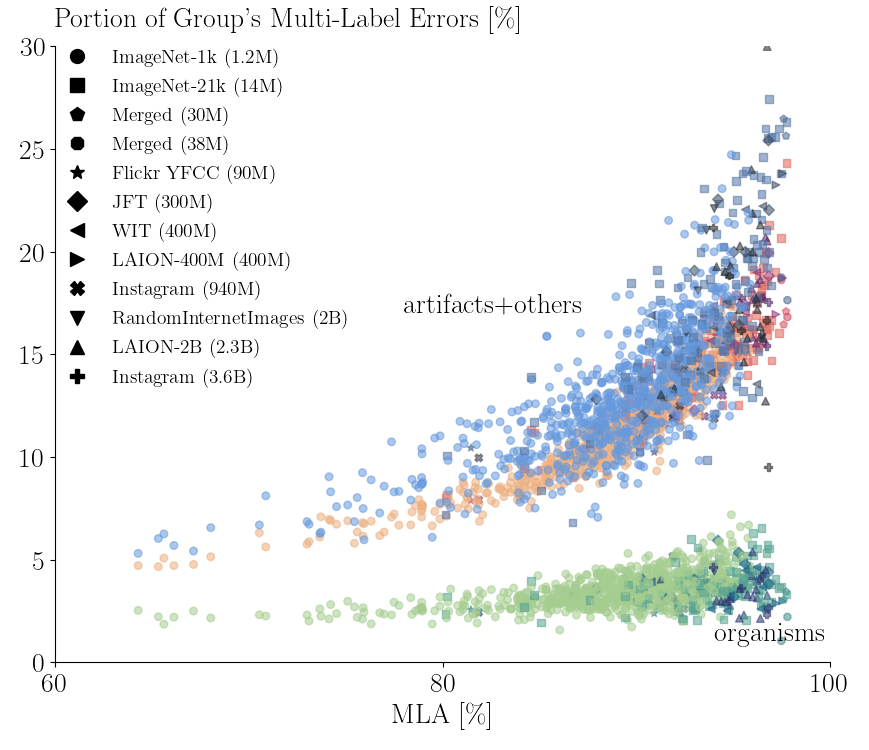 Portion of Group's Multi-Label Errors [%]
30
25
20
15
10
5
0
ImageNet-1k (1.2M)
ImageNet-21k (14M)
Merged (30M)
Merged (38M)
Flickr YFCC (90M)
JFT (300M)
WIT (400M)
LAION-400M (400M)
Instagram (940M)
RandomInternetImages (2B)
LAION-2B (2.3B)
Instagram (3.6B)
artifacts+others
organisms
60
80
100
MLA [%]